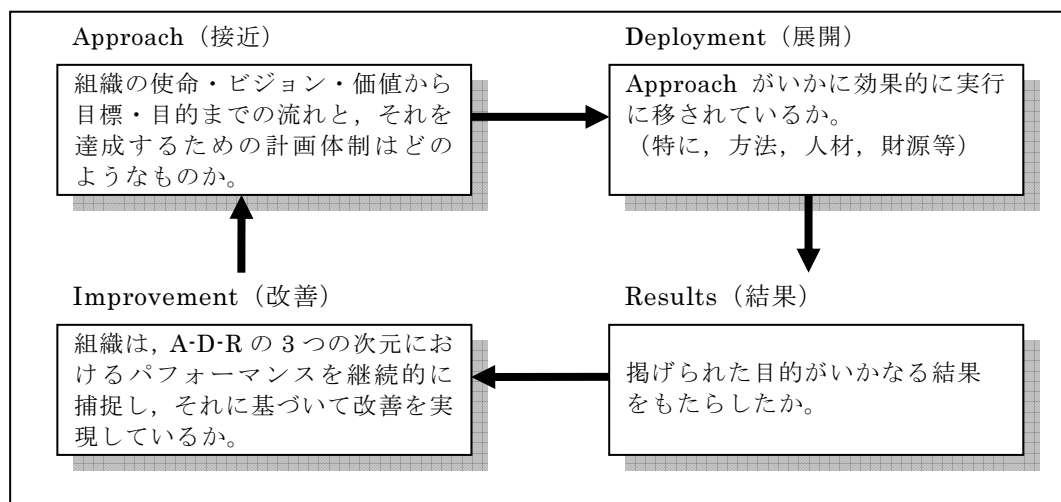 Approach（接近）
組織の使命・ビジョン・価値から
目標・目的までの流れと，それを
達成するための計画体制はどの
ようなものか。
Deployment（展開）
Approach がいかに効果的に実行
に移されているか。
（特に，方法，人材，財源等）
Improvement（改善）
組織は，A-D-R の 3 つの次元にお
けるパフォーマンスを継続的に
捕捉し，それに基づいて改善を実
現しているか。
Results（結果）
掲げられた目的がいかなる結果
をもたらしたか。